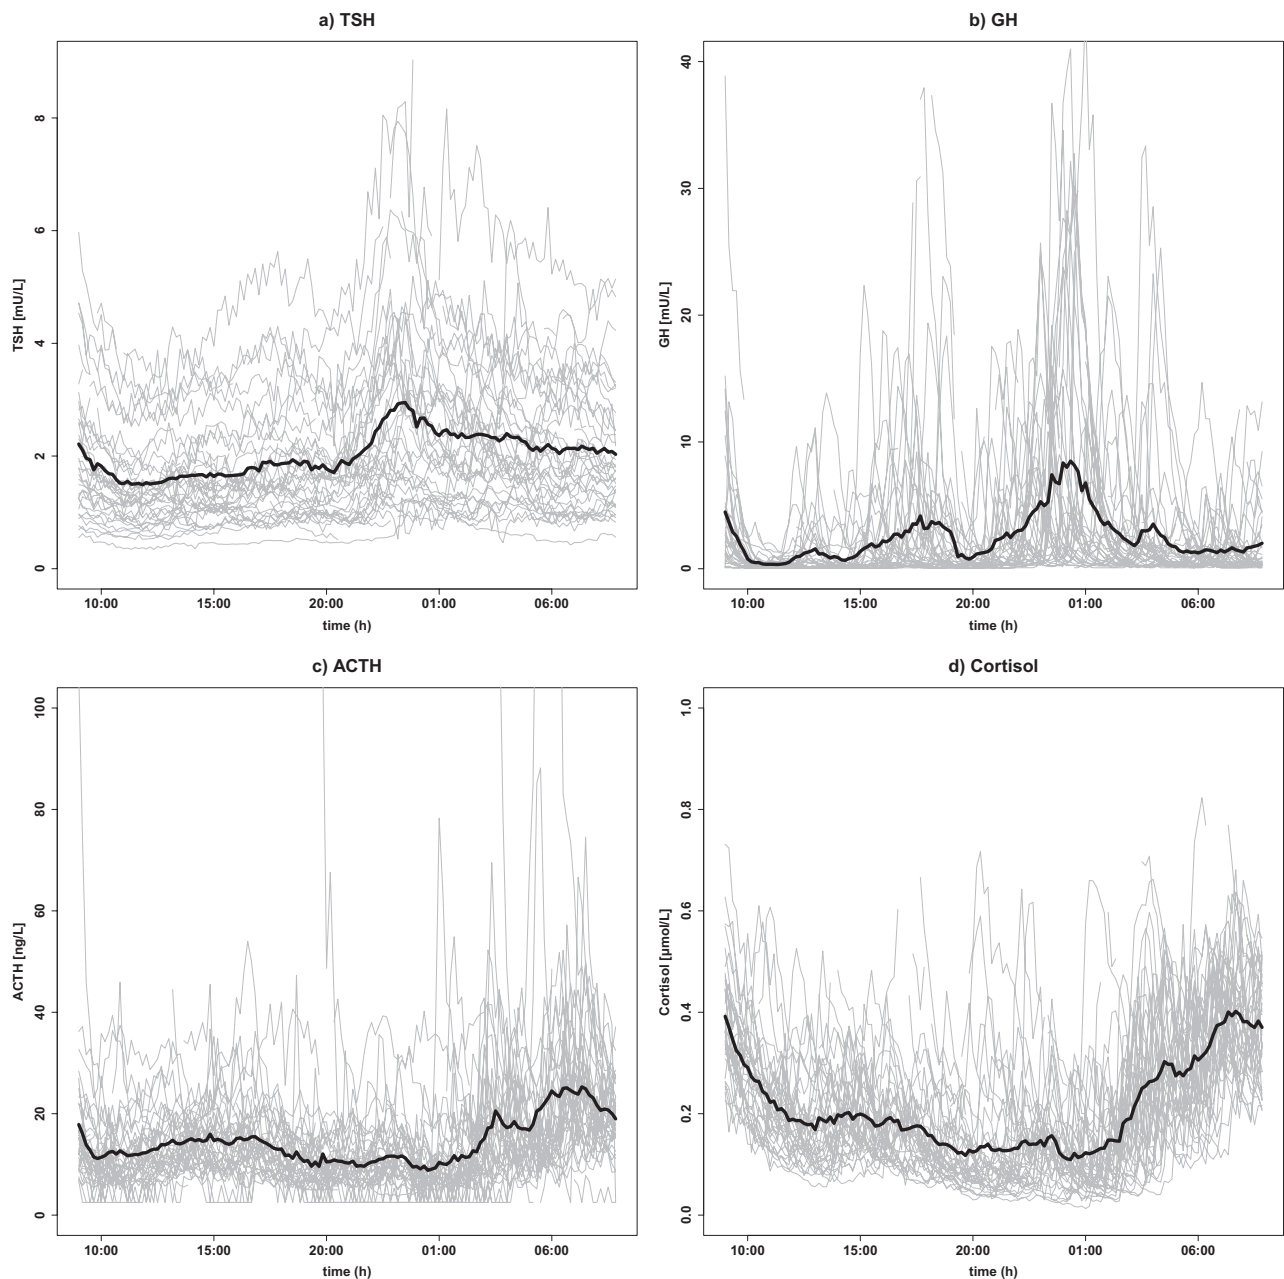 a) TSH
8
6
4
2
0
TSH [mU/L]
10:00 15:00 20:00 01:00 06:00
time (h)
b) GH
40
30
20
10
0
GH [mU/L]
10:00 15:00 20:00 01:00 06:00
time (h)
c) ACTH
100
80
60
40
20
0
ACTH [ng/L]
10:00 15:00 20:00 01:00 06:00
time (h)
d) Cortisol
1.0
0.8
0.6
0.4
0.2
0.0
Cortisol [µmol/L]
10:00 15:00 20:00 01:00 06:00
time (h)